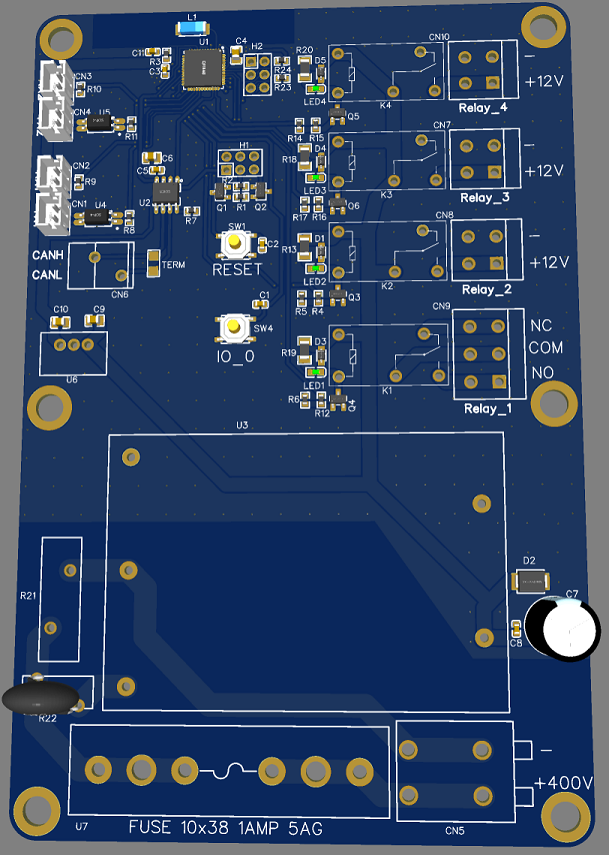 L1
U1
C4
H2
R20
D5
CN10
C11
R3
C3
R24
R23
LED4
K4
Q5
-
+12V
Relay_4
CN3
R10
CN4
U5
R11
R14
R15
H1
R18
D4
CN7
LED3
K3
Q6
-
+12V
Relay_3
CN2
R9
CN1
U4
R8
C6
C5
U2
R7
R2
Q1
R1
Q2
R17
R16
SW1
C2
RESET
R13
D1
CN8
LED2
K2
Q3
-
+12V
Relay_2
CANH
CANL
CN6
TERM
C1
SW4
IO_0
R5
R4
CN9
R19
D3
LED1
K1
R6
R12
Q4
NC
COM
NO
Relay_1
C10
C9
U6
U3
D2
C7
C8
R21
R22
-
+400V
CN5
U7
FUSE 10x38 1AMP 5AG